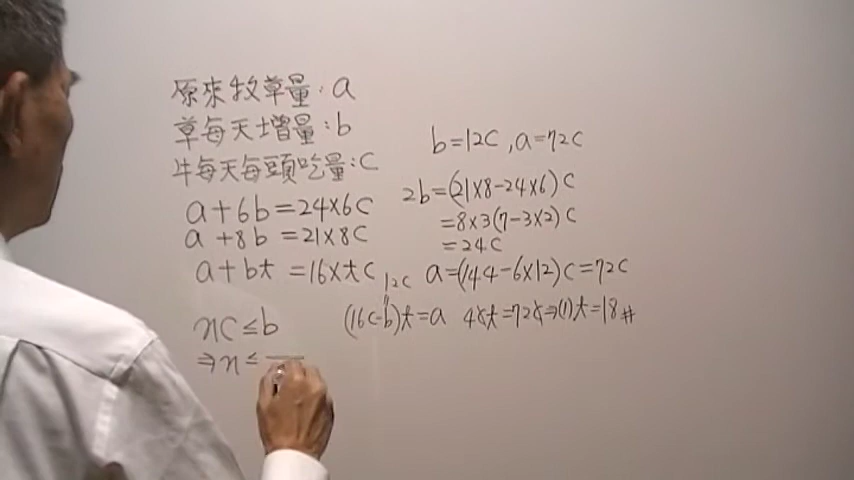 原來牧草量:a
草每天增量:b
牛每天每頭吃量:C
a+6b=24×6C
a+8b=21×8C
a+bt=16×tC
b=12C,a=72C
2b=(21×8-24×6)C
=8×3(7-3×2)C
=24C
a=(144-6×12)C=72C
12C
(16C-b)t=a 4Ct=72C⇒(1)t=18#
nC≤b
⇒n≤